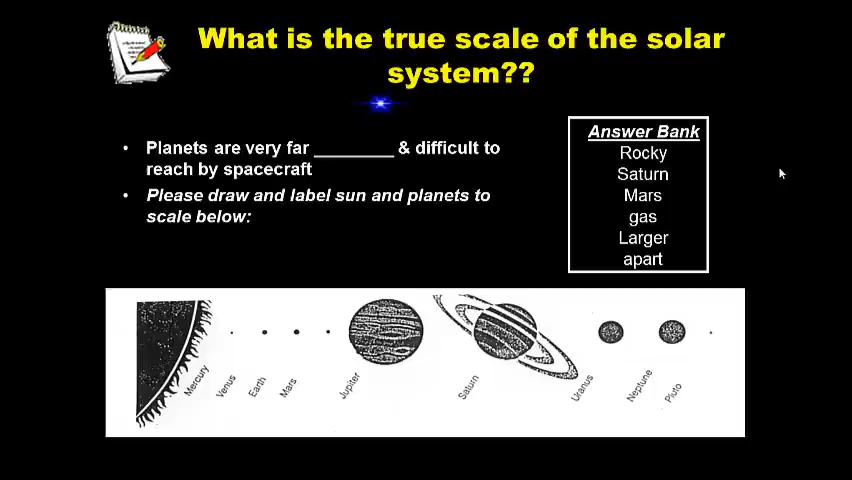 What is the true scale of the solar
system??
• Planets are very far ________ & difficult to
reach by spacecraft
• Please draw and label sun and planets to
scale below:
Answer Bank
Rocky
Saturn
Mars
gas
Larger
apart
Mercury
Venus
Earth
Mars
Jupiter
Saturn
Uranus
Neptune
Pluto